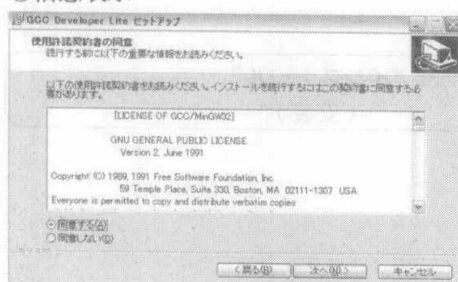 GCC Developer Lite セットアップ
使用許諾契約書の同意
続行する前に以下の重要な情報をお読みください。
以下の使用許諾契約書をお読みください。インストールを続行するにはこの契約書に同意する必
要があります。
[LICENSE OF GCC/MinGW32]
GNU GENERAL PUBLIC LICENSE
Version 2, June 1991
Copyright (C) 1989, 1991 Free Software Foundation, Inc.
59 Temple Place, Suite 330, Boston, MA 02111-1307 USA
Everyone is permitted to copy and distribute verbatim copies
同意する(A)
同意しない(D)
< 戻る(B) 次へ(N) > キャンセル